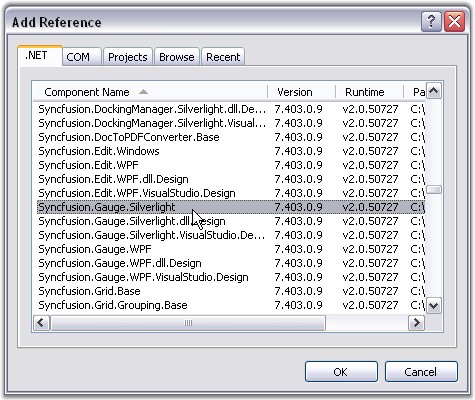 Add Reference
.NET COM Projects Browse Recent
Component Name Version Runtime Pa
Syncfusion.DockingManager.Silverlight.dll.De... 7.403.0.9 v2.0.50727 C:\
Syncfusion.DockingManager.Silverlight.Visual... 7.403.0.9 v2.0.50727 C:\
Syncfusion.DocToPDFConverter.Base 7.403.0.9 v2.0.50727 C:\
Syncfusion.Edit.Windows 7.403.0.9 v2.0.50727 C:\
Syncfusion.Edit.WPF 7.403.0.9 v2.0.50727 C:\
Syncfusion.Edit.WPF.dll.Design 7.403.0.9 v2.0.50727 C:\
Syncfusion.Edit.WPF.VisualStudio.Design 7.403.0.9 v2.0.50727 C:\
Syncfusion.Gauge.Silverlight 7.403.0.9 v2.0.50727 C:\
Syncfusion.Gauge.Silverlight.dll.Design 7.403.0.9 v2.0.50727 C:\
Syncfusion.Gauge.Silverlight.VisualStudio.De... 7.403.0.9 v2.0.50727 C:\
Syncfusion.Gauge.WPF 7.403.0.9 v2.0.50727 C:\
Syncfusion.Gauge.WPF.dll.Design 7.403.0.9 v2.0.50727 C:\
Syncfusion.Gauge.WPF.VisualStudio.Design 7.403.0.9 v2.0.50727 C:\
Syncfusion.Grid.Base 7.403.0.9 v2.0.50727 C:\
Syncfusion.Grid.Grouping.Base 7.403.0.9 v2.0.50727 C:\
OK Cancel